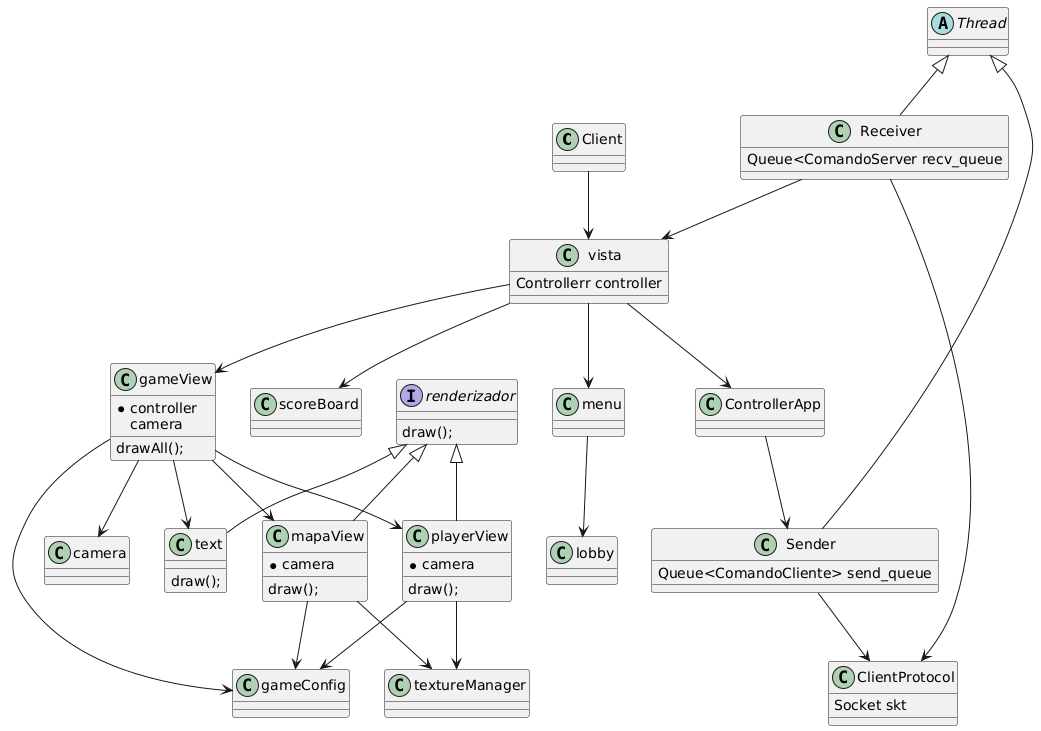 A Thread
C Receiver
Queue<ComandoServer recv_queue
C Client
C vista
Controllerr controller
C gameView
* controller
camera
drawAll();
C scoreBoard
I renderizador
draw();
C menu
C ControllerApp
C camera
C text
draw();
C mapaView
* camera
draw();
C playerView
* camera
draw();
C lobby
C Sender
Queue<ComandoCliente> send_queue
C gameConfig
C textureManager
C ClientProtocol
Socket skt